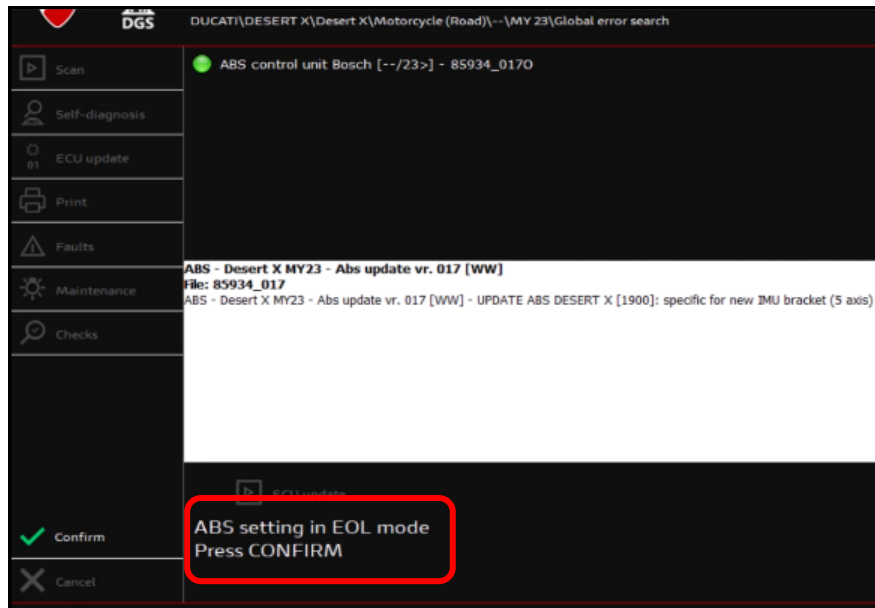 DGS
DUCATI\DESERT X\Desert X\Motorcycle (Road)\--\MY 23\Global error search
Scan
ABS control unit Bosch [--/23>] - 85934_017O
Self-diagnosis
01
ECU update
Print
Faults
ABS - Desert X MY23 - Abs update vr. 017 [WW]
File: 85934_017
ABS - Desert X MY23 - Abs update vr. 017 [WW] - UPDATE ABS DESERT X [1900]: specific for new IMU bracket (5 axis)
Maintenance
Checks
ECU update
ABS setting in EOL mode
Press CONFIRM
Confirm
Cancel